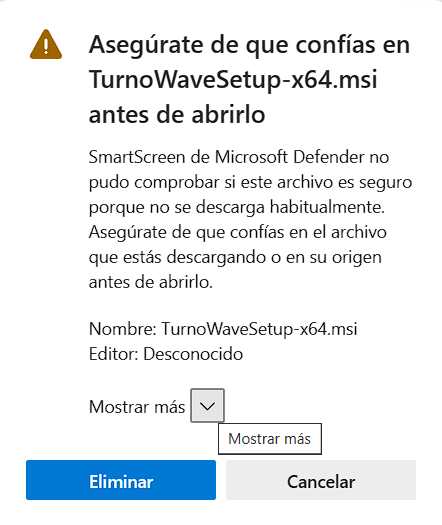 Asegúrate de que confías en
TurnoWaveSetup-x64.msi
antes de abrirlo
SmartScreen de Microsoft Defender no
pudo comprobar si este archivo es seguro
porque no se descarga habitualmente.
Asegúrate de que confías en el archivo
que estás descargando o en su origen
antes de abrirlo.
Nombre: TurnoWaveSetup-x64.msi
Editor: Desconocido
Mostrar más
Mostrar más
Eliminar
Cancelar